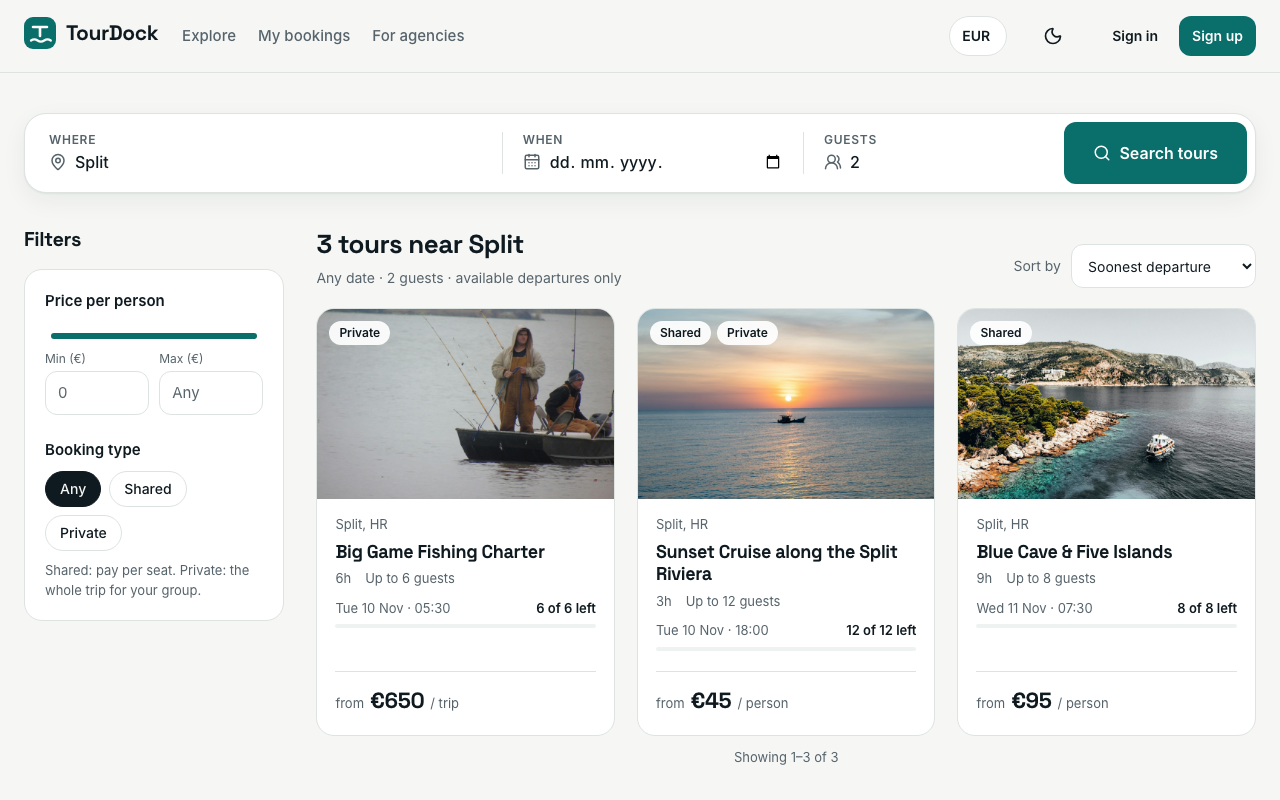 TourDock
Explore
My bookings
For agencies
EUR
Sign in
Sign up
WHERE
Split
WHEN
dd. mm. yyyy.
GUESTS
2
Search tours
Filters
Price per person
Min (€)
Max (€)
0
Any
Booking type
Any
Shared
Private
Shared: pay per seat. Private: the
whole trip for your group.
3 tours near Split
Any date · 2 guests · available departures only
Sort by
Soonest departure
Private
Split, HR
Big Game Fishing Charter
6h Up to 6 guests
Tue 10 Nov · 05:30
6 of 6 left
from €650 / trip
Shared
Private
Split, HR
Sunset Cruise along the Split
Riviera
3h Up to 12 guests
Tue 10 Nov · 18:00
12 of 12 left
from €45 / person
Shared
Split, HR
Blue Cave & Five Islands
9h Up to 8 guests
Wed 11 Nov · 07:30
8 of 8 left
from €95 / person
Showing 1–3 of 3